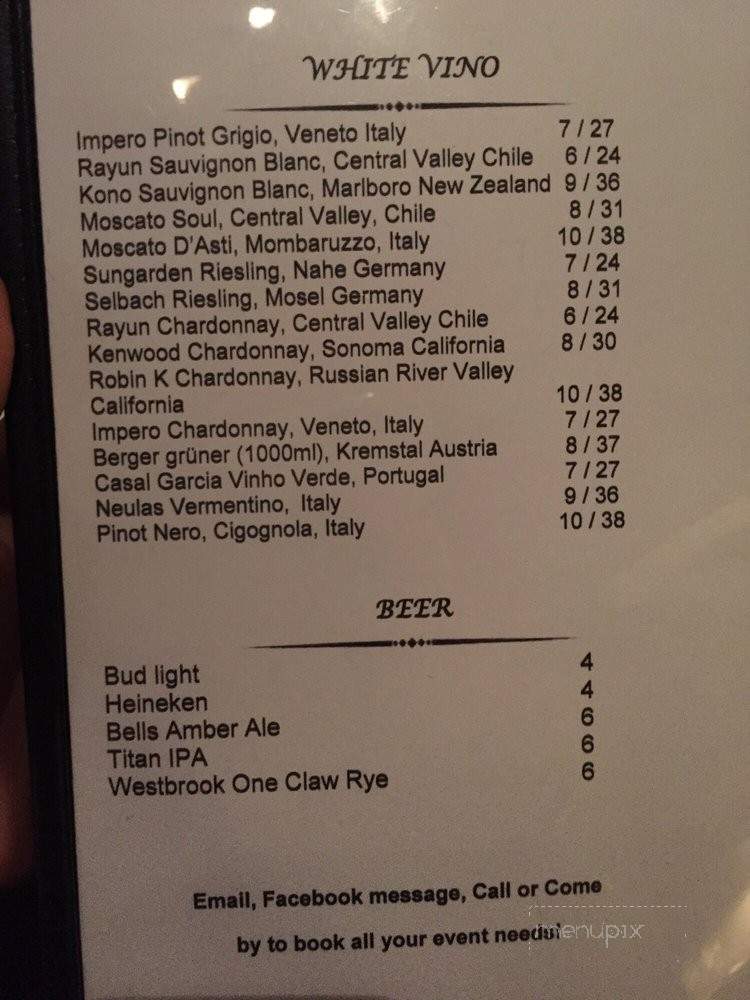 WHITE VINO
Impero Pinot Grigio, Veneto Italy 7 / 27
Rayun Sauvignon Blanc, Central Valley Chile 6 / 24
Kono Sauvignon Blanc, Marlboro New Zealand 9 / 36
Moscato Soul, Central Valley, Chile 8 / 31
Moscato D'Asti, Mombaruzzo, Italy 10 / 38
Sungarden Riesling, Nahe Germany 7 / 24
Selbach Riesling, Mosel Germany 8 / 31
Rayun Chardonnay, Central Valley Chile 6 / 24
Kenwood Chardonnay, Sonoma California 8 / 30
Robin K Chardonnay, Russian River Valley
California 10 / 38
Impero Chardonnay, Veneto, Italy 7 / 27
Berger grüner (1000ml), Kremstal Austria 8 / 37
Casal Garcia Vinho Verde, Portugal 7 / 27
Neulas Vermentino, Italy 9 / 36
Pinot Nero, Cigognola, Italy 10 / 38
BEER
Bud light 4
Heineken 4
Bells Amber Ale 6
Titan IPA 6
Westbrook One Claw Rye 6
Email, Facebook message, Call or Come
by to book all your event needs!
menupix